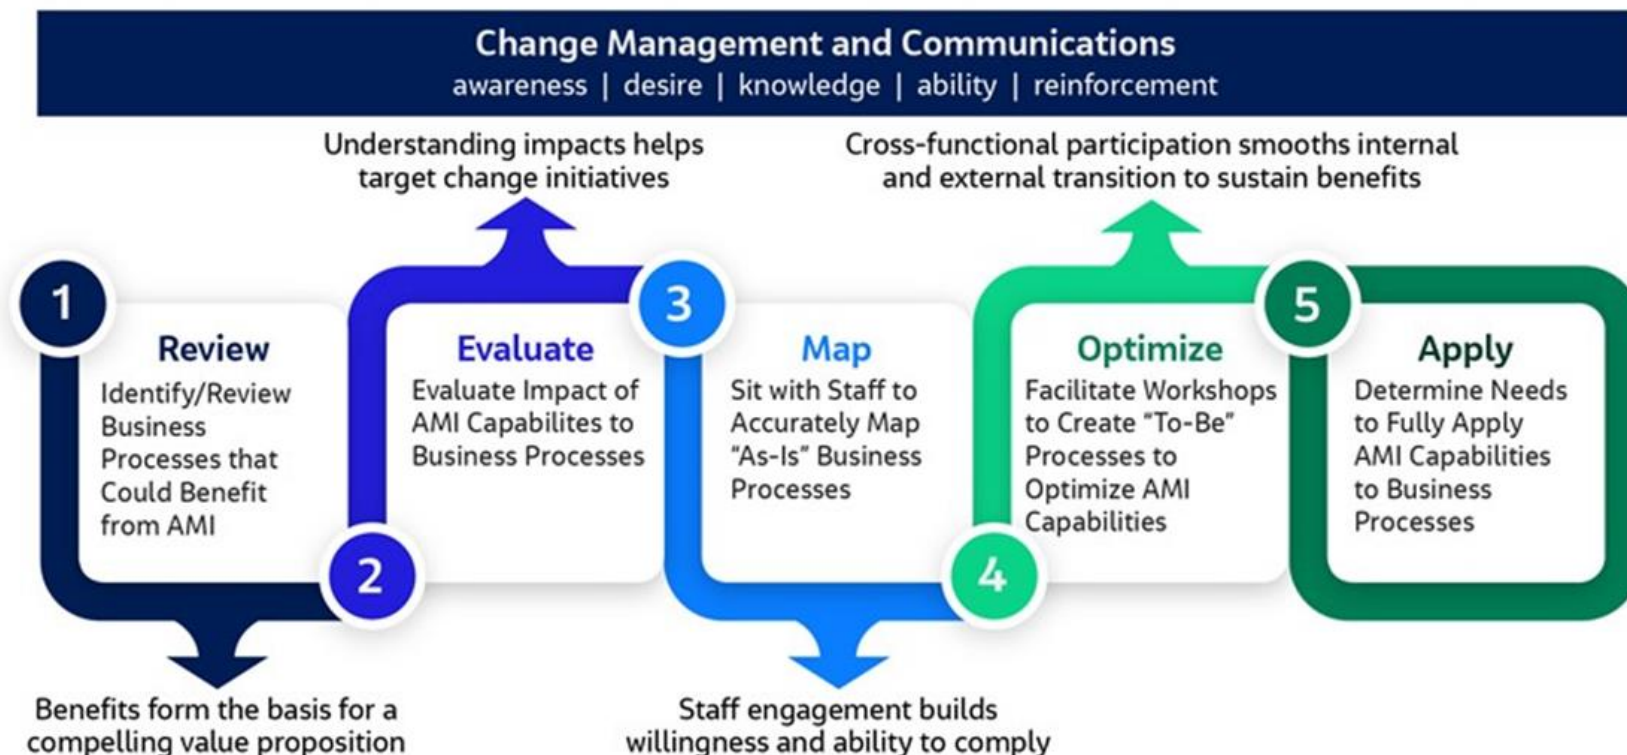 Change Management and Communications
awareness | desire | knowledge | ability | reinforcement
Understanding impacts helps
target change initiatives
Cross-functional participation smooths internal
and external transition to sustain benefits
1
Review
Identify/Review
Business
Processes that
Could Benefit
from AMI
2
Evaluate
Evaluate Impact of
AMI Capabilites to
Business Processes
3
Map
Sit with Staff to
Accurately Map
“As-Is” Business
Processes
4
Optimize
Facilitate Workshops
to Create “To-Be”
Processes to
Optimize AMI
Capabilities
5
Apply
Determine Needs
to Fully Apply
AMI Capabilities
to Business
Processes
Benefits form the basis for a
compelling value proposition
Staff engagement builds
willingness and ability to comply